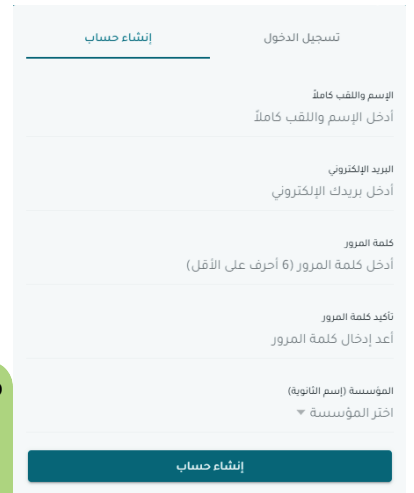 تسجيل الدخول
إنشاء حساب
الإسم واللقب كاملاً
أدخل الإسم واللقب كاملاً
البريد الإلكتروني
أدخل بريدك الإلكتروني
كلمة المرور
أدخل كلمة المرور (6 أحرف على الأقل)
تأكيد كلمة المرور
أعد إدخال كلمة المرور
المؤسسة (إسم الثانوية)
اختر المؤسسة
إنشاء حساب